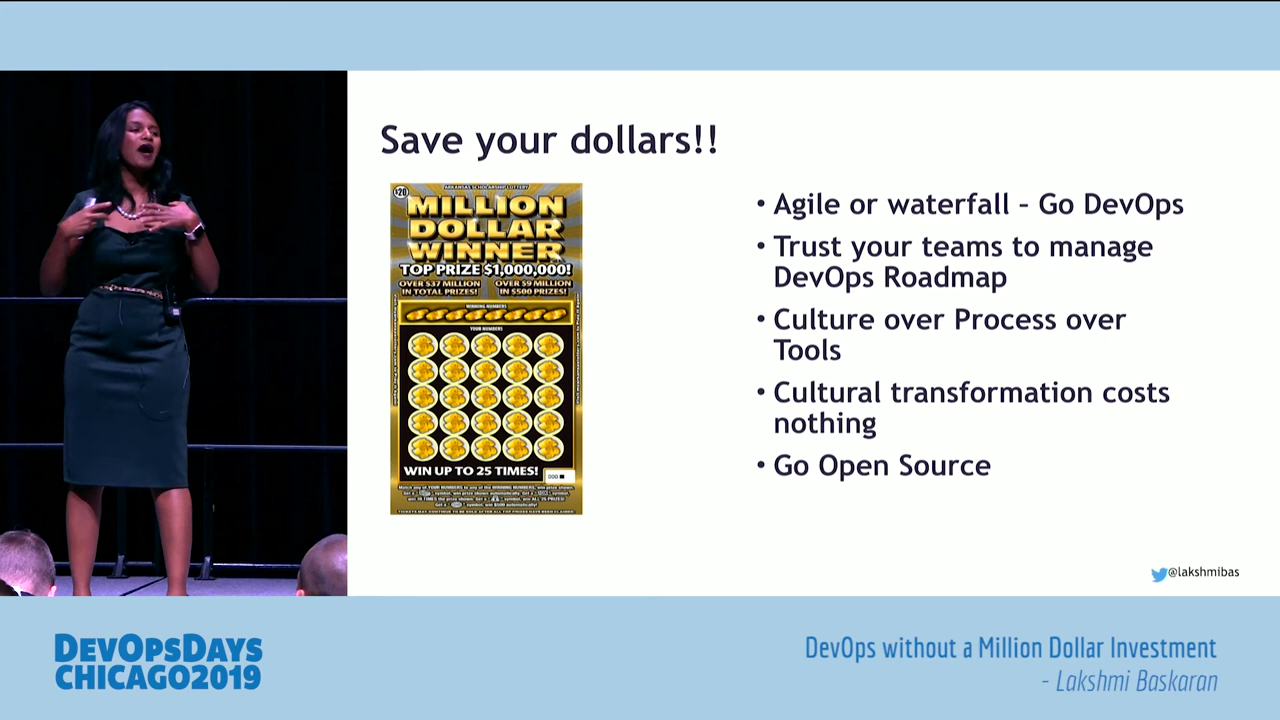 Save your dollars!!
$20
ARKANSAS SCHOLARSHIP LOTTERY
MILLION
DOLLAR
WINNER
TOP PRIZE $1,000,000!
OVER $37 MILLION
IN TOTAL PRIZES!
OVER $9 MILLION
IN $500 PRIZES!
WINNING NUMBERS
YOUR NUMBERS
WIN UP TO 25 TIMES!
• Agile or waterfall – Go DevOps
• Trust your teams to manage
DevOps Roadmap
• Culture over Process over
Tools
• Cultural transformation costs
nothing
• Go Open Source
@lakshmibas
DEVOPSDAYS
CHICAGO2019
DevOps without a Million Dollar Investment
- Lakshmi Baskaran